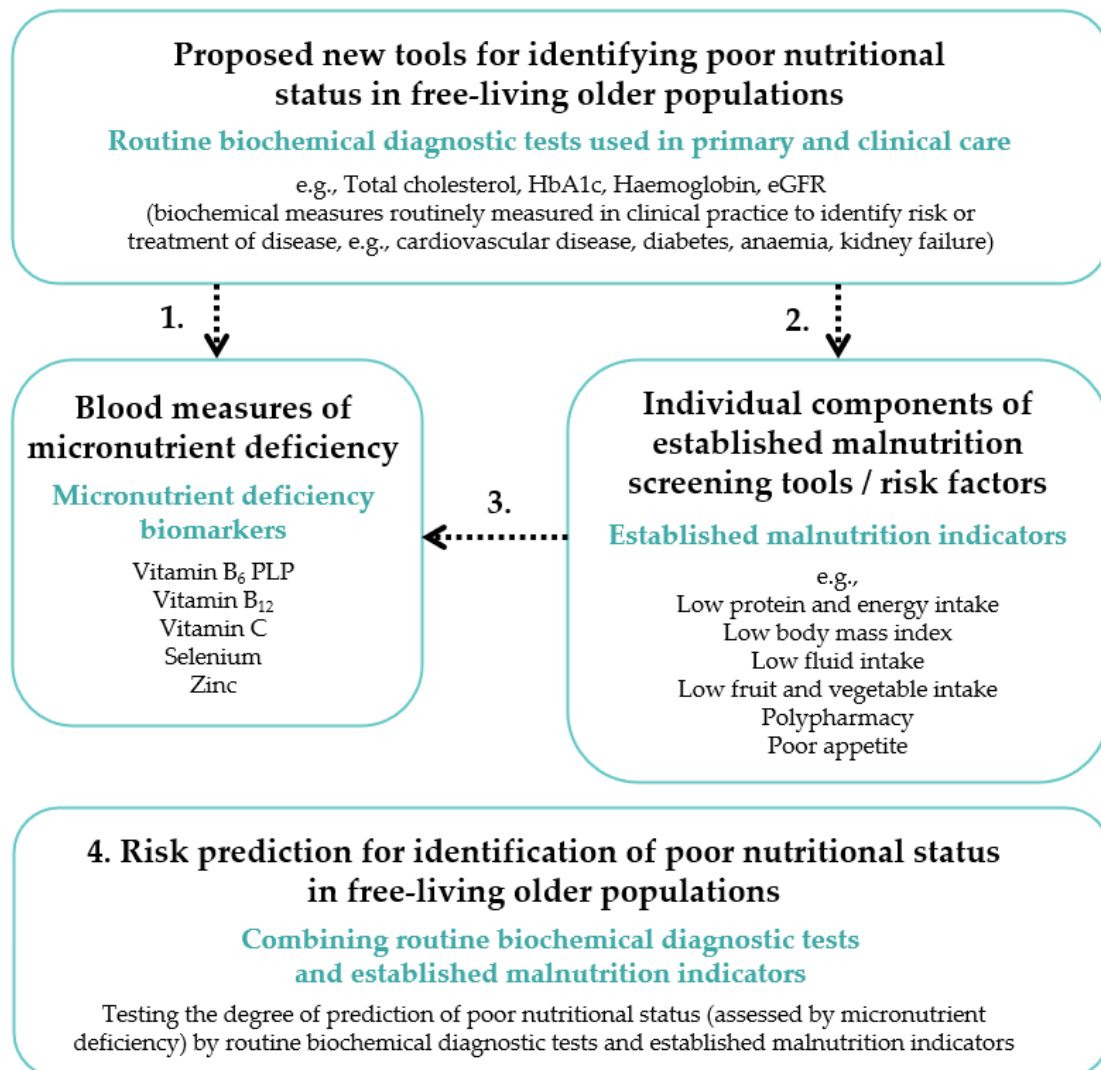 Proposed new tools for identifying poor nutritional
status in free-living older populations
Routine biochemical diagnostic tests used in primary and clinical care
e.g., Total cholesterol, HbA1c, Haemoglobin, eGFR
(biochemical measures routinely measured in clinical practice to identify risk or
treatment of disease, e.g., cardiovascular disease, diabetes, anaemia, kidney failure)
1.
2.
Blood measures of
micronutrient deficiency
Micronutrient deficiency
biomarkers
Vitamin B₆ PLP
Vitamin B₁₂
Vitamin C
Selenium
Zinc
3.
Individual components of
established malnutrition
screening tools / risk factors
Established malnutrition indicators
e.g.,
Low protein and energy intake
Low body mass index
Low fluid intake
Low fruit and vegetable intake
Polypharmacy
Poor appetite
4. Risk prediction for identification of poor nutritional status
in free-living older populations
Combining routine biochemical diagnostic tests
and established malnutrition indicators
Testing the degree of prediction of poor nutritional status (assessed by micronutrient
deficiency) by routine biochemical diagnostic tests and established malnutrition indicators